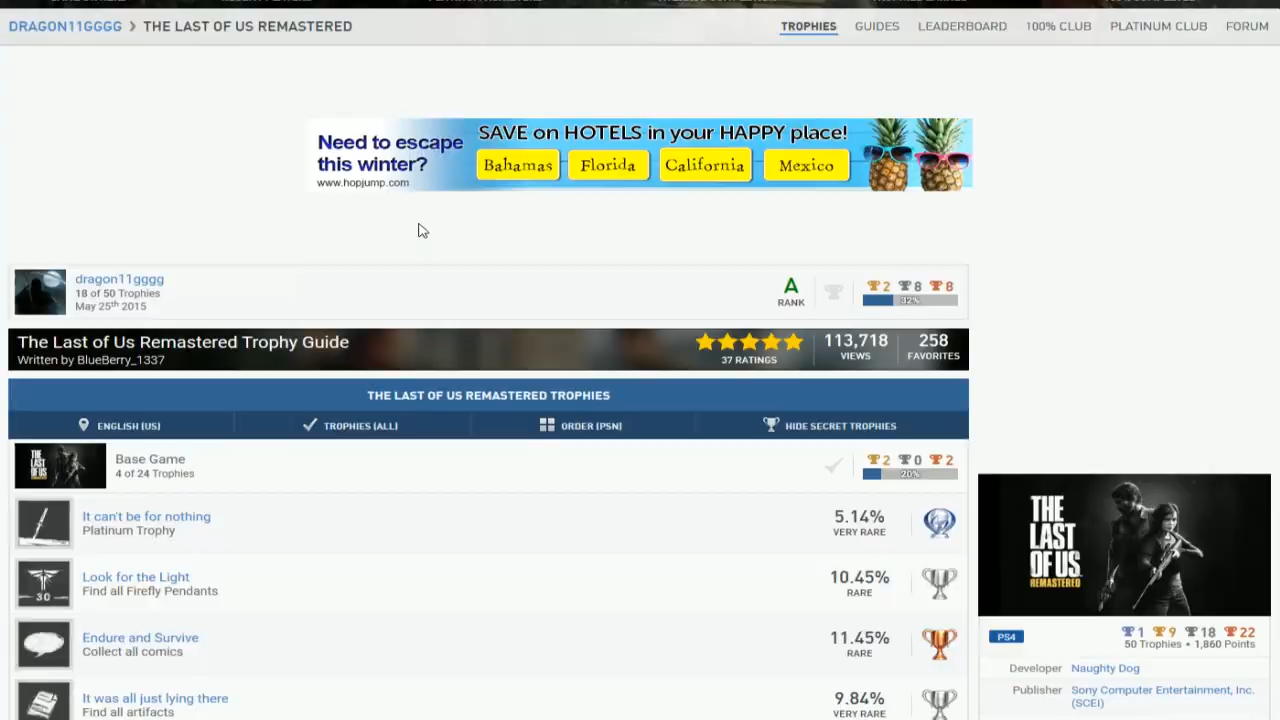 DRAGON11GGGG > THE LAST OF US REMASTERED
TROPHIES GUIDES LEADERBOARD 100% CLUB PLATINUM CLUB FORUM
Need to escape
this winter?
www.hopjump.com
SAVE on HOTELS in your HAPPY place!
Bahamas Florida California Mexico
dragon11gggg
18 of 50 Trophies
May 25th 2015
A
RANK
2 8 8
32%
The Last of Us Remastered Trophy Guide
Written by BlueBerry_1337
37 RATINGS
113,718
VIEWS
258
FAVORITES
THE LAST OF US REMASTERED TROPHIES
ENGLISH (US) TROPHIES (ALL) ORDER (PSN) HIDE SECRET TROPHIES
THE LAST OF US
Base Game
4 of 24 Trophies
2 0 2
20%
It can't be for nothing
Platinum Trophy
5.14%
VERY RARE
30
Look for the Light
Find all Firefly Pendants
10.45%
RARE
Endure and Survive
Collect all comics
11.45%
RARE
It was all just lying there
Find all artifacts
9.84%
VERY RARE
THE
LAST
OF US
REMASTERED
PS4
1 9 18 22
50 Trophies • 1,860 Points
Developer Naughty Dog
Publisher Sony Computer Entertainment, Inc.
(SCEI)